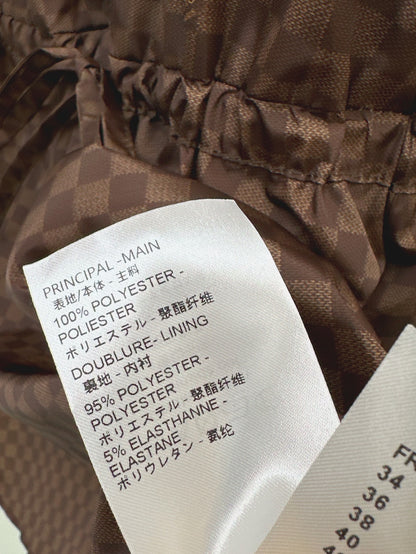 PRINCIPAL -MAIN
表地/本体 - 主料
100% POLYESTER -
POLIESTER
ポリエステル - 聚酯纤维
DOUBLURE- LINING
裏地 - 内衬
95% POLYESTER -
POLYESTER
ポリエステル - 聚酯纤维
5% ELASTHANNE -
ELASTANE
ポリウレタン - 氨纶
FR
34
36
38
40